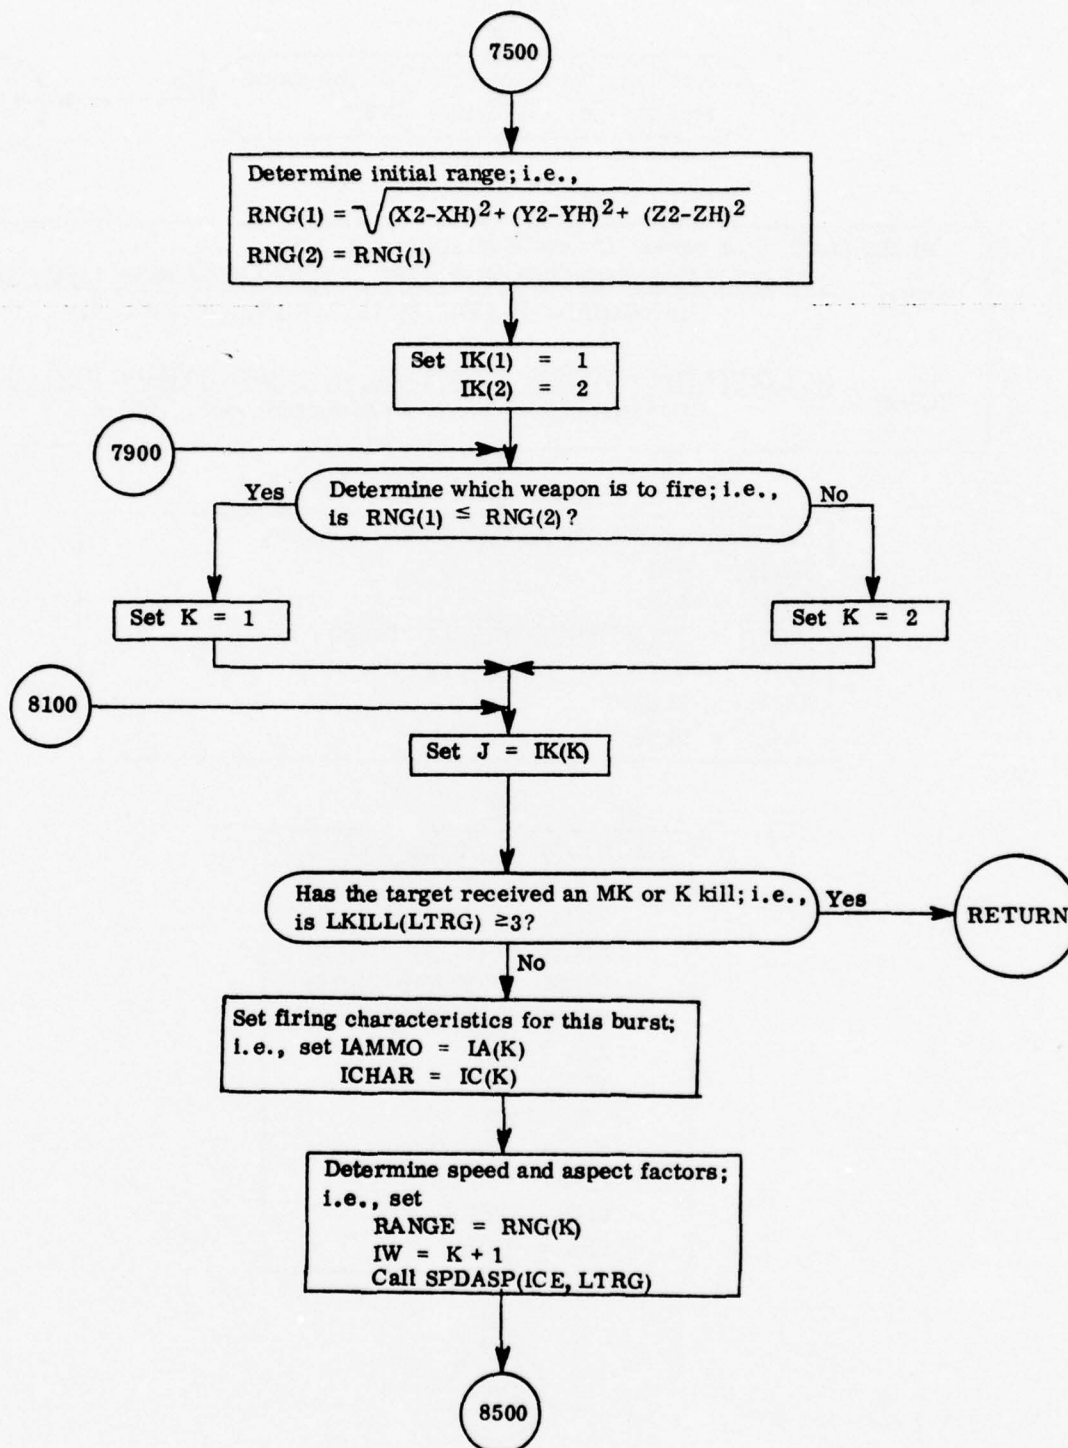 7500
Determine initial range; i.e.,
RNG(1) = √(X2-XH)² + (Y2-YH)² + (Z2-ZH)²
RNG(2) = RNG(1)
Set IK(1) = 1
IK(2) = 2
7900
Determine which weapon is to fire; i.e.,
is RNG(1) ≤ RNG(2)?
Yes
No
Set K = 1
Set K = 2
8100
Set J = IK(K)
Has the target received an MK or K kill; i.e.,
is LKILL(LTRG) ≥3?
Yes
RETURN
No
Set firing characteristics for this burst;
i.e., set IAMMO = IA(K)
ICHAR = IC(K)
Determine speed and aspect factors;
i.e., set
RANGE = RNG(K)
IW = K + 1
Call SPDASP(ICE, LTRG)
8500